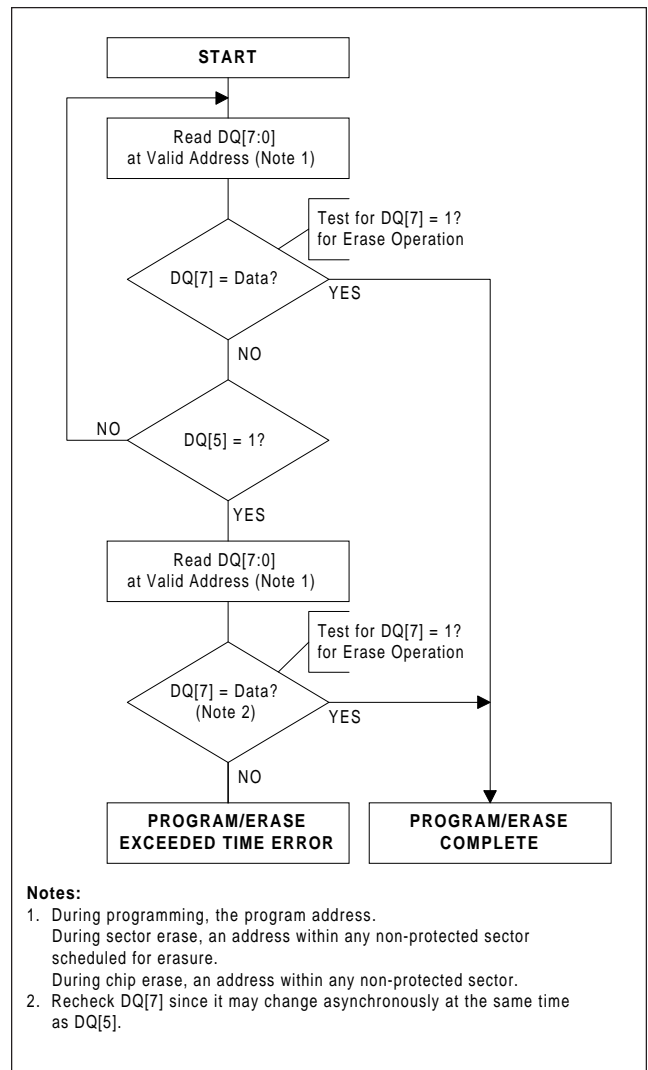 START
Read DQ[7:0]
at Valid Address (Note 1)
Test for DQ[7] = 1?
for Erase Operation
DQ[7] = Data?
YES
NO
NO
DQ[5] = 1?
YES
Read DQ[7:0]
at Valid Address (Note 1)
Test for DQ[7] = 1?
for Erase Operation
DQ[7] = Data?
(Note 2)
YES
NO
PROGRAM/ERASE
EXCEEDED TIME ERROR
PROGRAM/ERASE
COMPLETE
Notes:
1. During programming, the program address.
During sector erase, an address within any non-protected sector
scheduled for erasure.
During chip erase, an address within any non-protected sector.
2. Recheck DQ[7] since it may change asynchronously at the same time
as DQ[5].